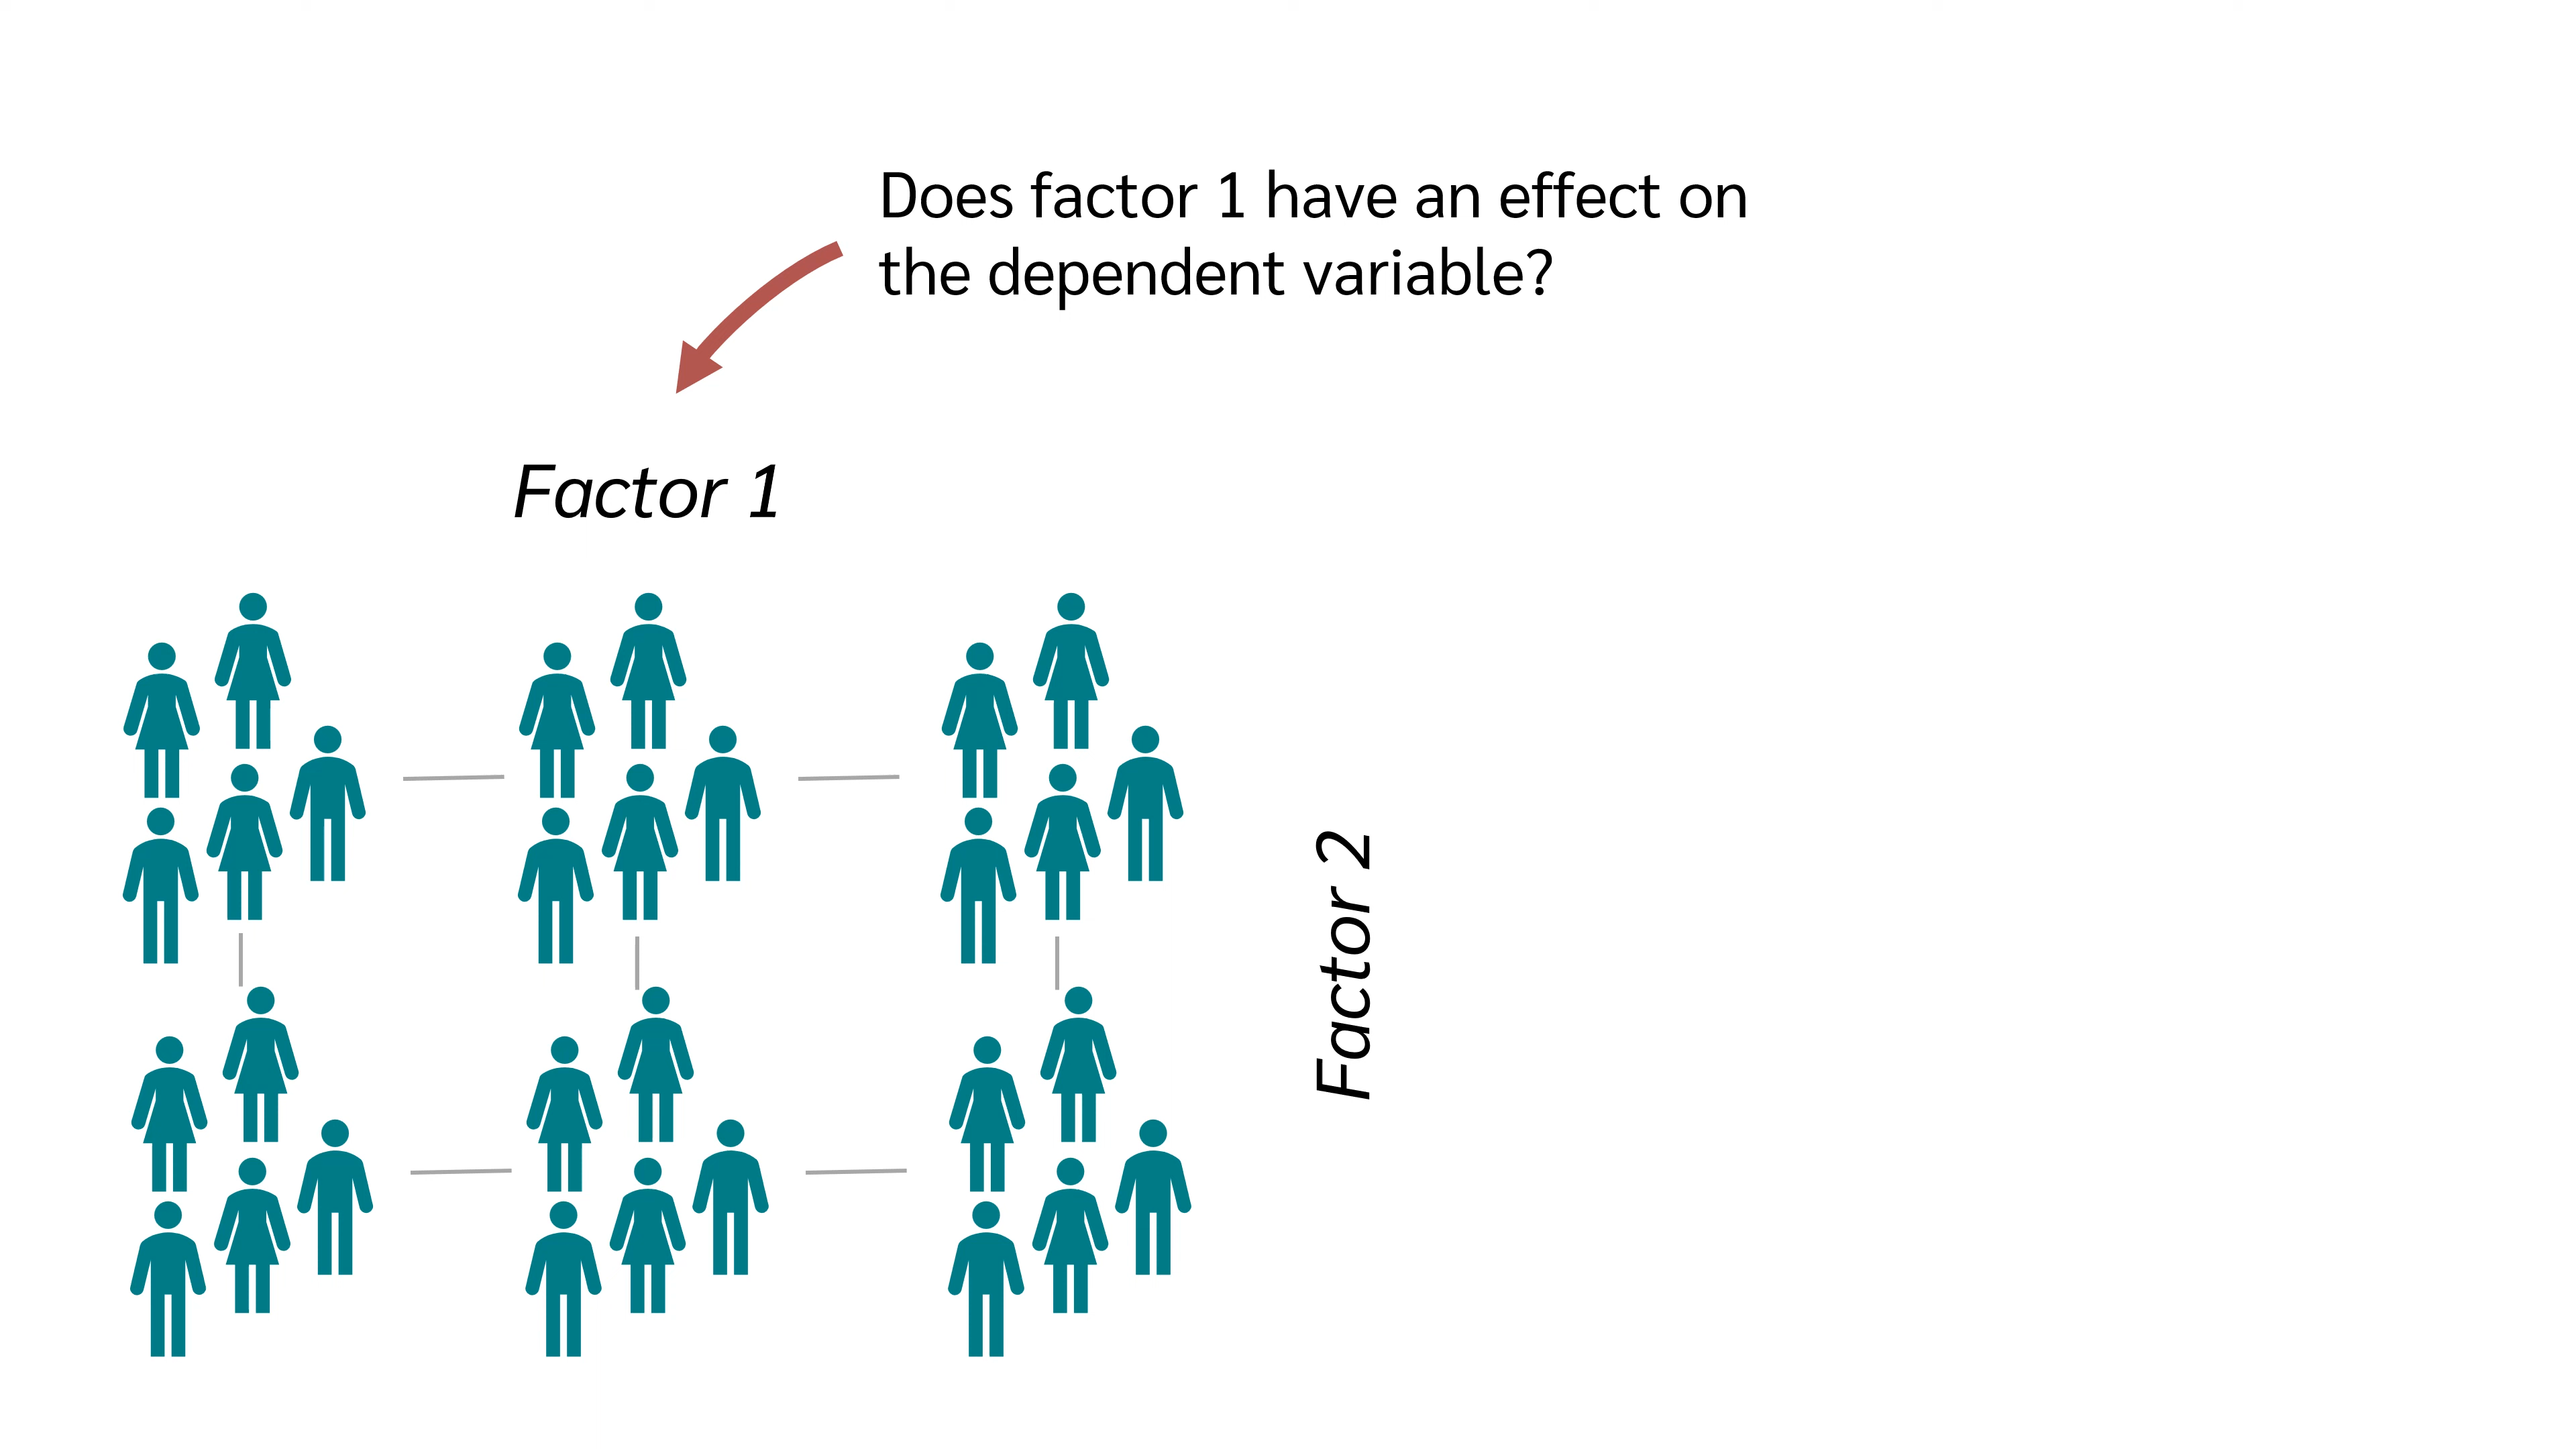 Does factor 1 have an effect on
the dependent variable?
Factor 1
Factor 2